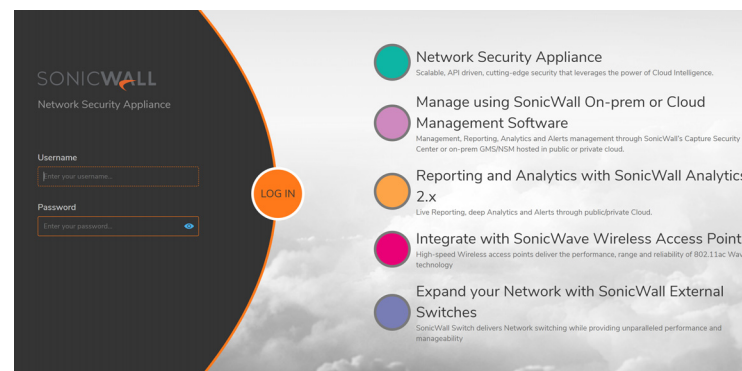 SONICWALL
Network Security Appliance
Username
Enter your username...
Password
Enter your password...
LOG IN
Network Security Appliance
Scalable, API driven, cutting-edge security that leverages the power of Cloud Intelligence.
Manage using SonicWall On-prem or Cloud
Management Software
Management, Reporting, Analytics and Alerts management through SonicWall's Capture Security
Center or on-prem GMS/NSM hosted in public or private cloud.
Reporting and Analytics with SonicWall Analytics
2.x
Live Reporting, deep Analytics and Alerts through public/private Cloud.
Integrate with SonicWave Wireless Access Point
High-speed Wireless access points deliver the performance, range and reliability of 802.11ac Wav
technology
Expand your Network with SonicWall External
Switches
SonicWall Switch delivers Network switching while providing unparalleled performance and
manageability